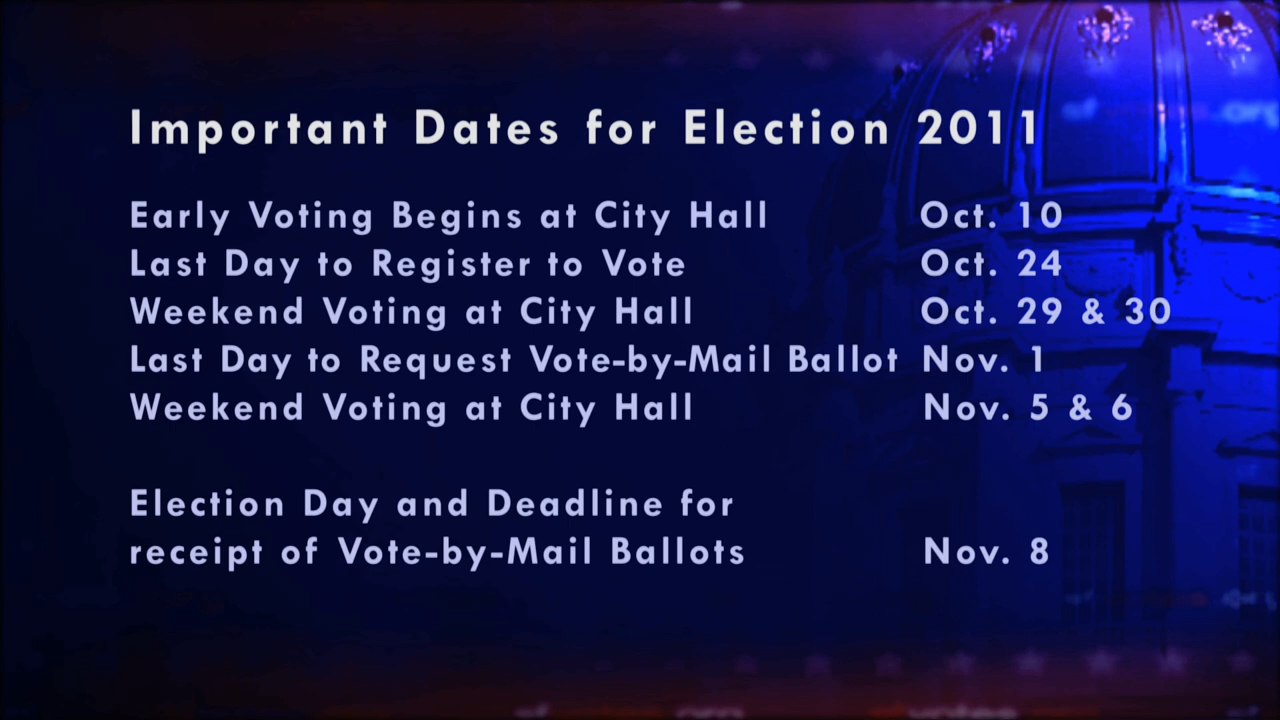 Important Dates for Election 2011
Early Voting Begins at City Hall Oct. 10
Last Day to Register to Vote Oct. 24
Weekend Voting at City Hall Oct. 29 & 30
Last Day to Request Vote-by-Mail Ballot Nov. 1
Weekend Voting at City Hall Nov. 5 & 6
Election Day and Deadline for
receipt of Vote-by-Mail Ballots Nov. 8